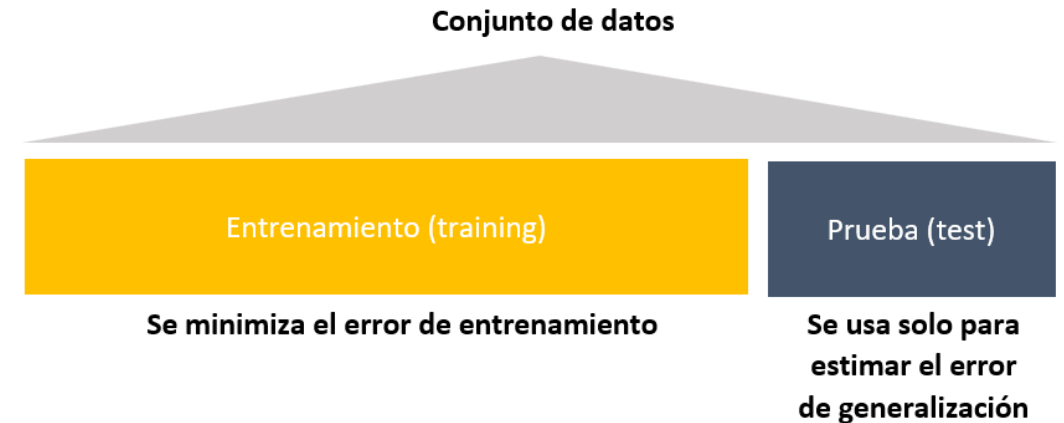 Conjunto de datos
Entrenamiento (training)
Prueba (test)
Se minimiza el error de entrenamiento
Se usa solo para
estimar el error
de generalización